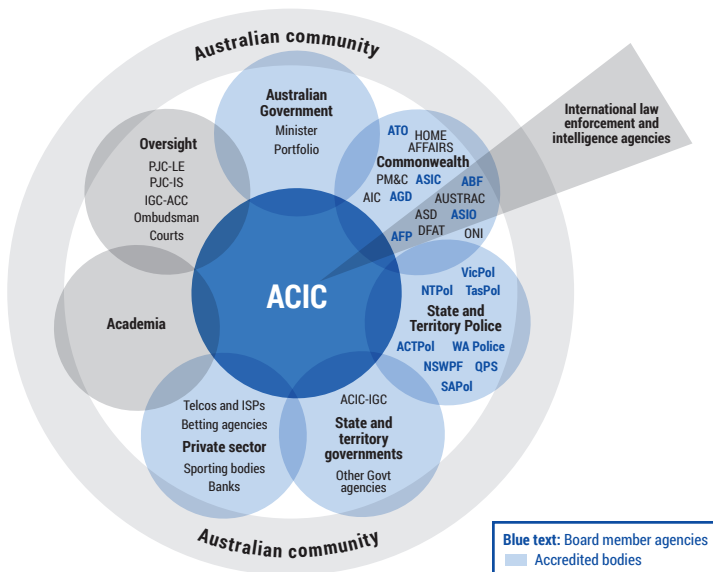 Australian community
Australian
Government
Minister
Portfolio
Oversight
PJC-LE
PJC-IS
IGC-ACC
Ombudsman
Courts
ATO HOME
AFFAIRS
Commonwealth
PM&C ASIC ABF
AIC AGD AUSTRAC
ASD ASIO
AFP DFAT ONI
International law
enforcement and
intelligence agencies
ACIC
Academia
VicPol
NTPol TasPol
State and
Territory Police
ACTPol WA Police
NSWPF QPS
SAPol
Telcos and ISPs
Betting agencies
Private sector
Sporting bodies
Banks
ACIC-IGC
State and
territory
governments
Other Govt
agencies
Australian community
Blue text: Board member agencies
Accredited bodies